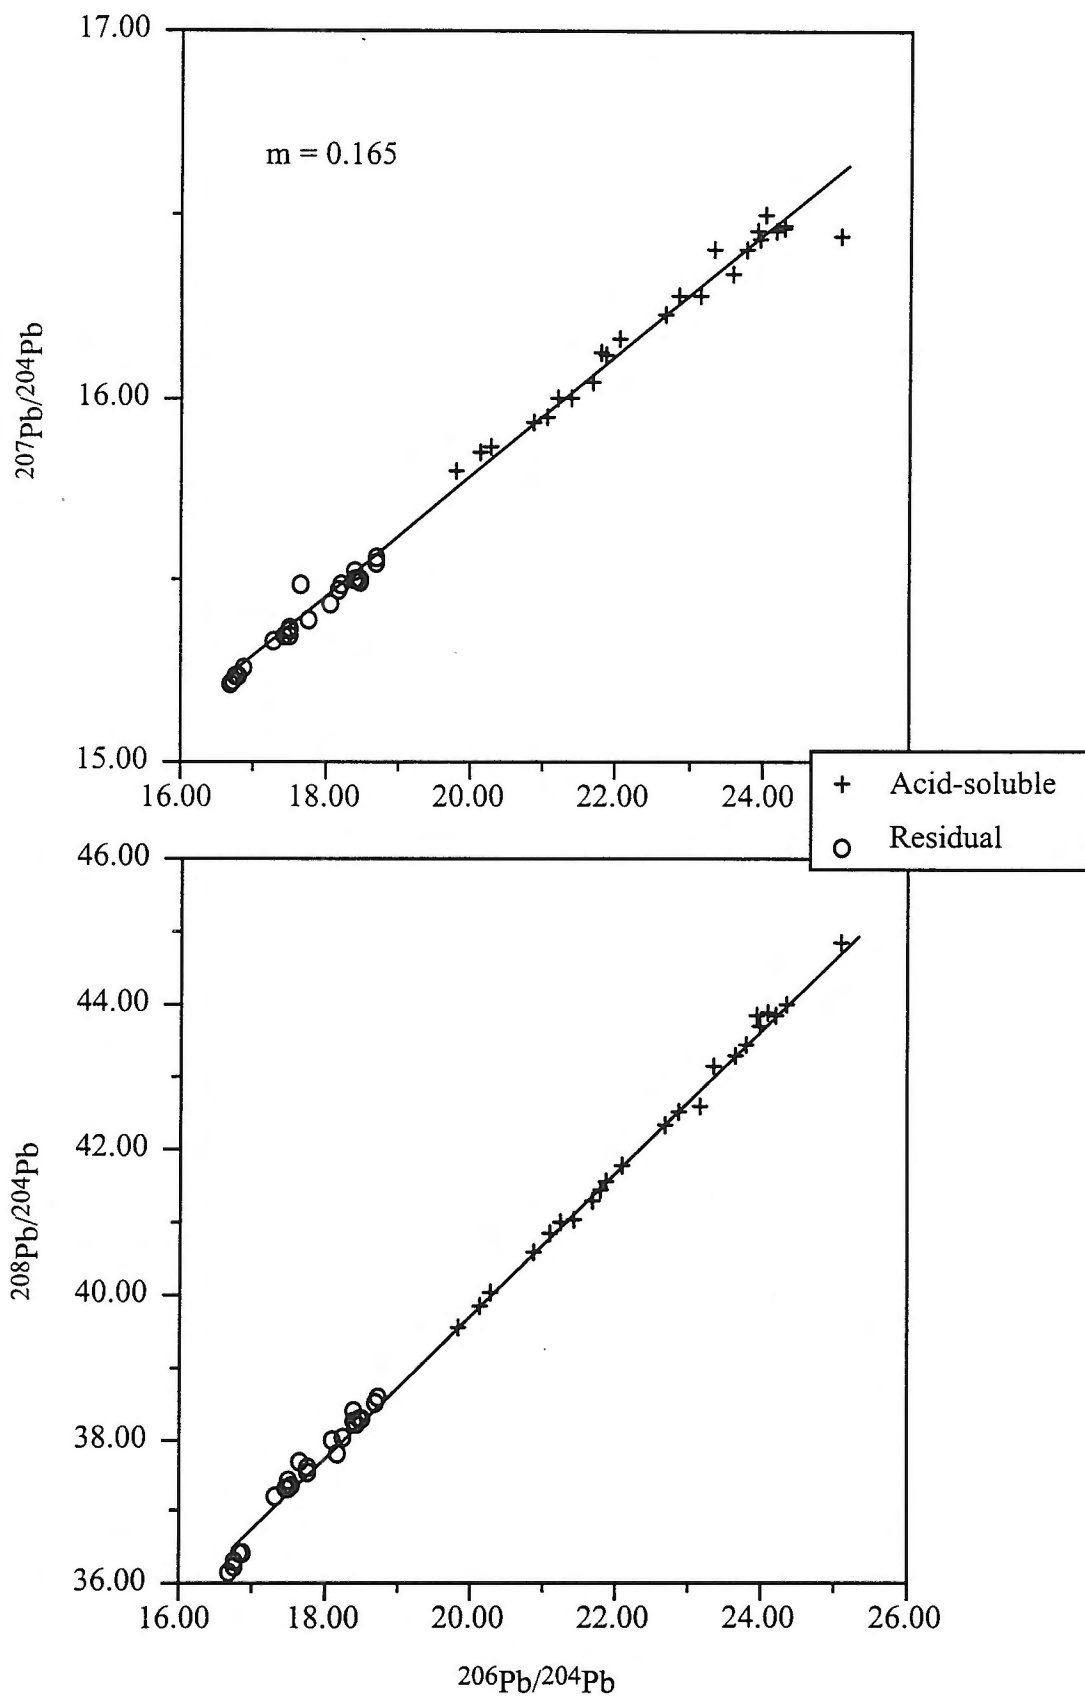 17.00
m = 0.165
207Pb/204Pb
16.00
15.00
16.00 18.00 20.00 22.00 24.00
+ Acid-soluble
O Residual
46.00
44.00
42.00
208Pb/204Pb
40.00
38.00
36.00
16.00 18.00 20.00 22.00 24.00 26.00
206Pb/204Pb